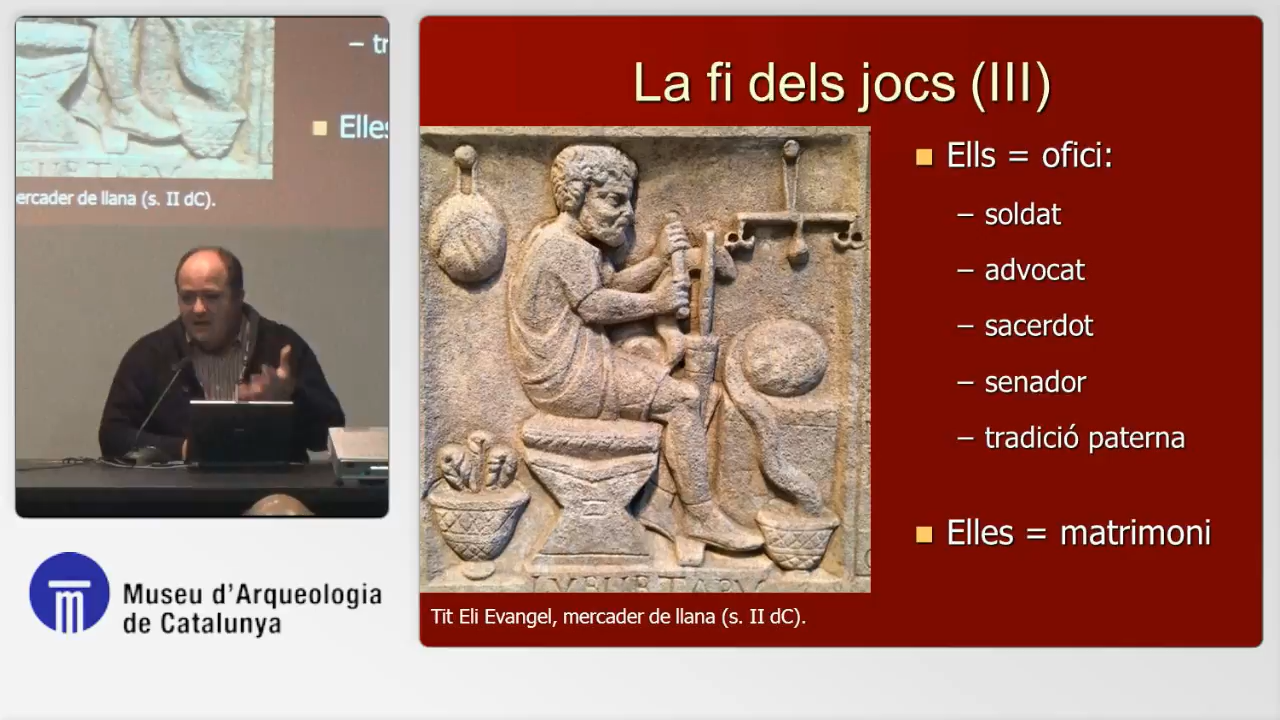 – tr
Elles
ercader de llana (s. II dC).
Museu d'Arqueologia
de Catalunya
La fi dels jocs (III)
Ells = ofici:
– soldat
– advocat
– sacerdot
– senador
– tradició paterna
Elles = matrimoni
Tit Eli Evangel, mercader de llana (s. II dC).